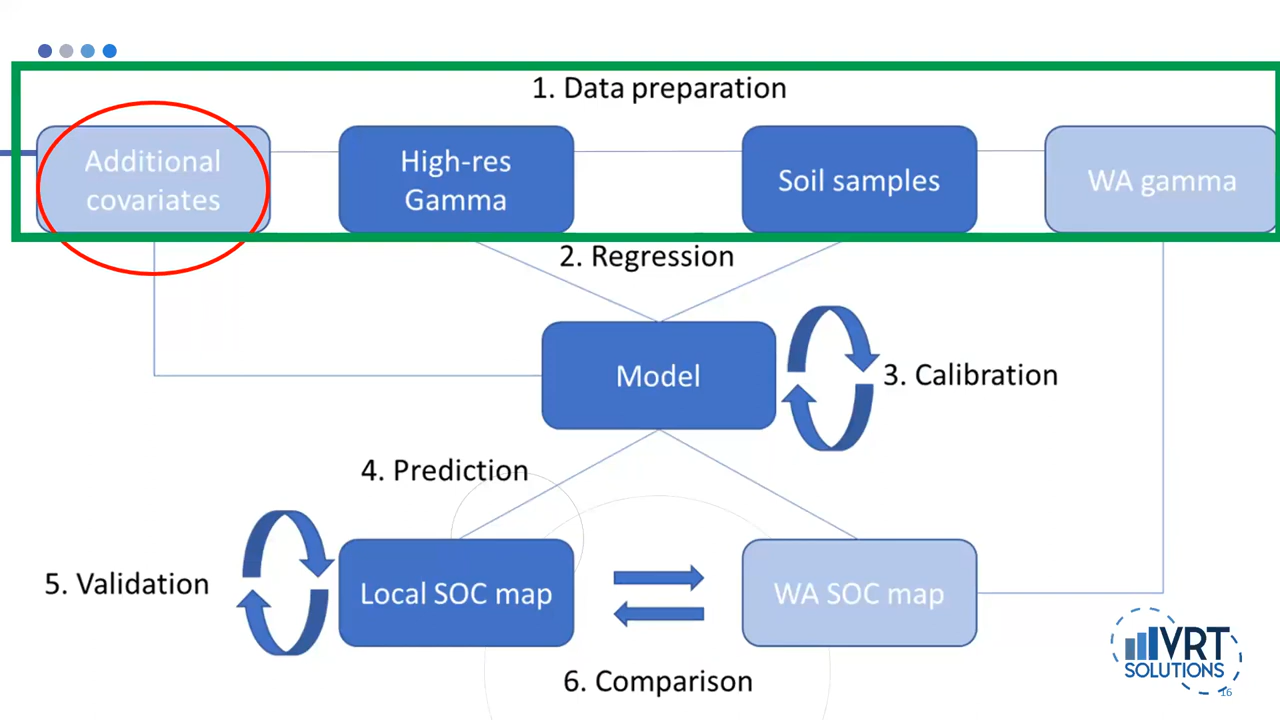 1. Data preparation
Additional
covariates
High-res
Gamma
Soil samples
WA gamma
2. Regression
Model
3. Calibration
4. Prediction
5. Validation
Local SOC map
WA SOC map
6. Comparison
VRT
SOLUTIONS
16